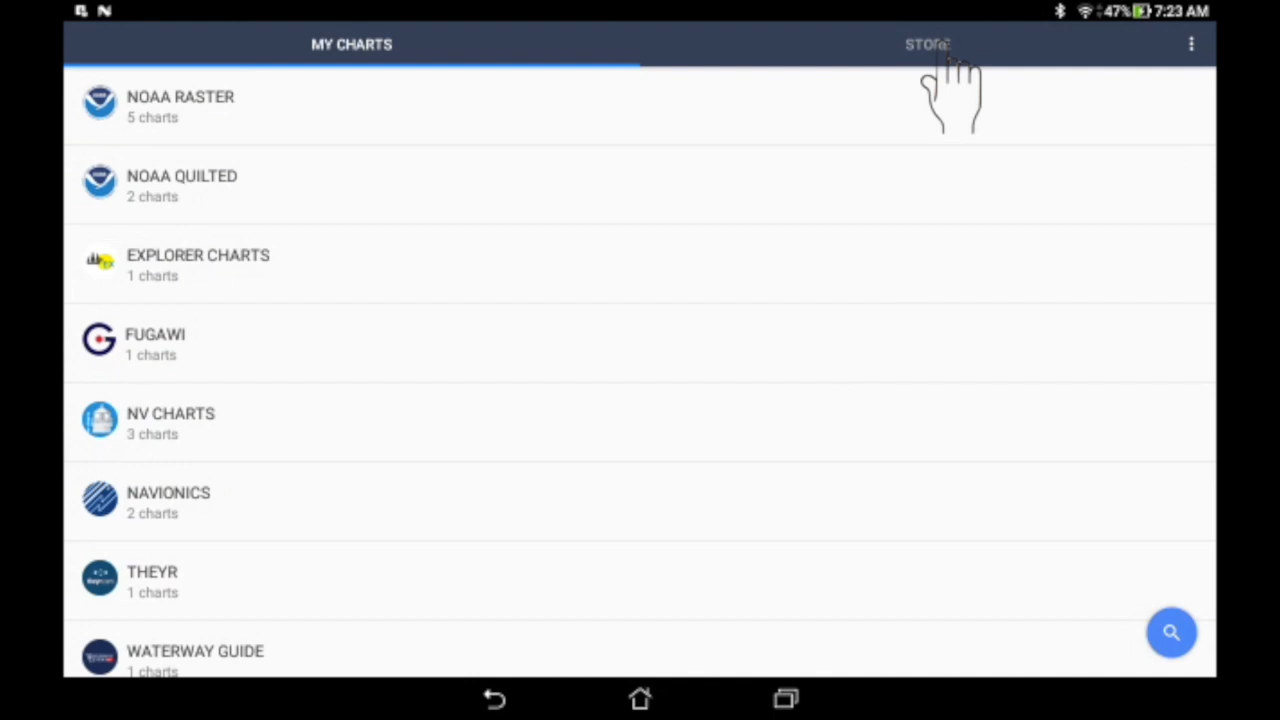 47% 7:23 AM
MY CHARTS
STORE
NOAA RASTER
5 charts
NOAA QUILTED
2 charts
EXPLORER CHARTS
1 charts
FUGAWI
1 charts
NV CHARTS
3 charts
NAVIONICS
2 charts
THEYR
1 charts
WATERWAY GUIDE
1 charts